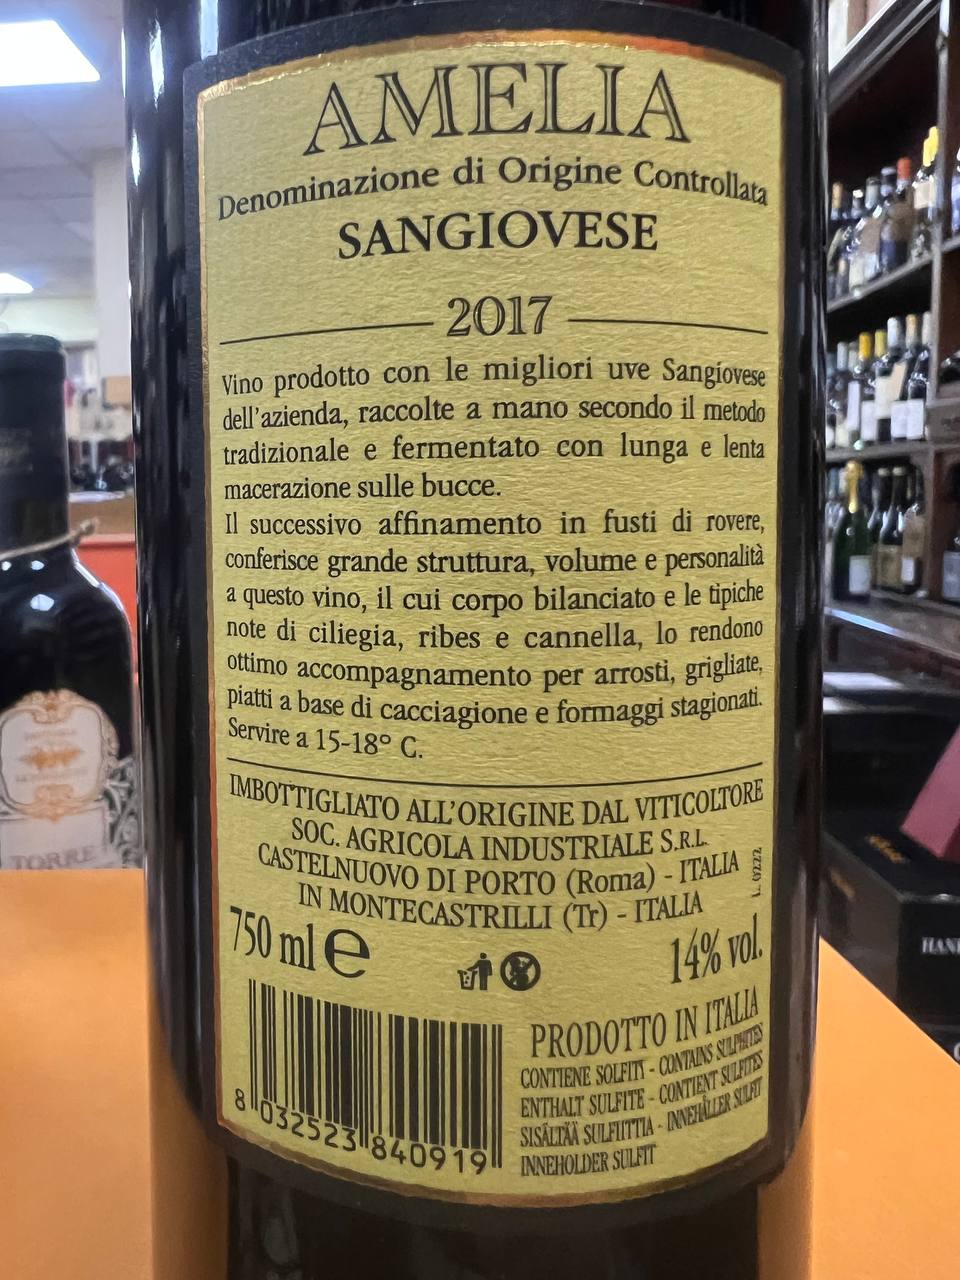 AMELIA
Denominazione di Origine Controllata
SANGIOVESE
2017
Vino prodotto con le migliori uve Sangiovese
dell'azienda, raccolte a mano secondo il metodo
tradizionale e fermentato con lunga e lenta
macerazione sulle bucce.
Il successivo affinamento in fusti di rovere,
conferisce grande struttura, volume e personalità
a questo vino, il cui corpo bilanciato e le tipiche
note di ciliegia, ribes e cannella, lo rendono
ottimo accompagnamento per arrosti, grigliate,
piatti a base di cacciagione e formaggi stagionati.
Servire a 15-18° C.
IMBOTTIGLIATO ALL'ORIGINE DAL VITICOLTORE
SOC. AGRICOLA INDUSTRIALE S.R.L.
CASTELNUOVO DI PORTO (Roma) - ITALIA
IN MONTECASTRILLI (Tr) - ITALIA
L. 0222
750 ml e
14% vol.
PRODOTTO IN ITALIA
CONTIENE SOLFITI - CONTAINS SULPHITES
ENTHALT SULFITE - CONTIENT SULFITES
SISÄLTÄÄ SULFIITTIA - INNEHÅLLER SULFIT
INNEHOLDER SULFIT
8 032523 840919
TORRE